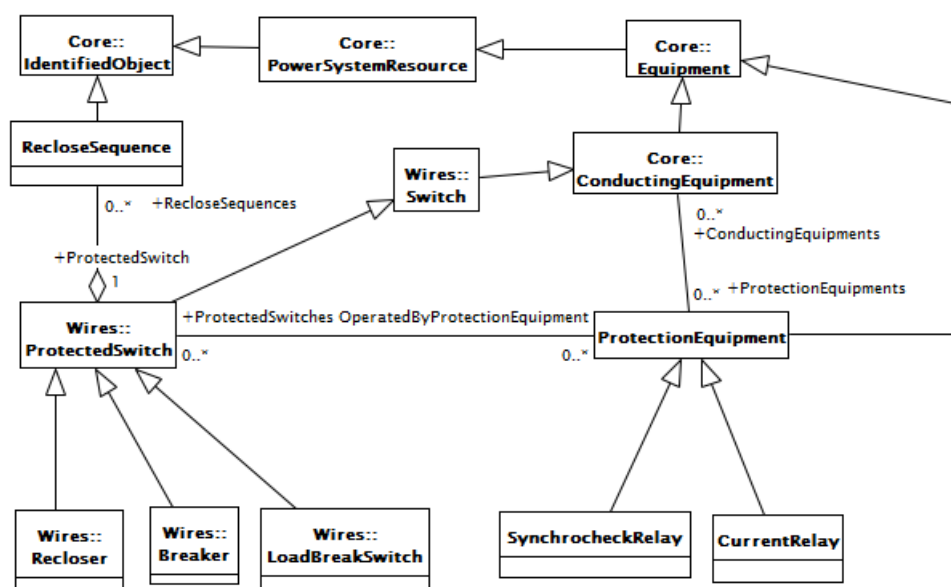 Core::
IdentifiedObject
Core::
PowerSystemResource
Core::
Equipment
RecloseSequence
Wires::
Switch
Core::
ConductingEquipment
0..*
+RecloseSequences
0..*
+ConductingEquipments
+ProtectedSwitch
1
0..*
+ProtectionEquipments
Wires::
ProtectedSwitch
+ProtectedSwitches OperatedByProtectionEquipment
0..*
0..*
ProtectionEquipment
Wires::
Recloser
Wires::
Breaker
Wires::
LoadBreakSwitch
SynchrocheckRelay
CurrentRelay